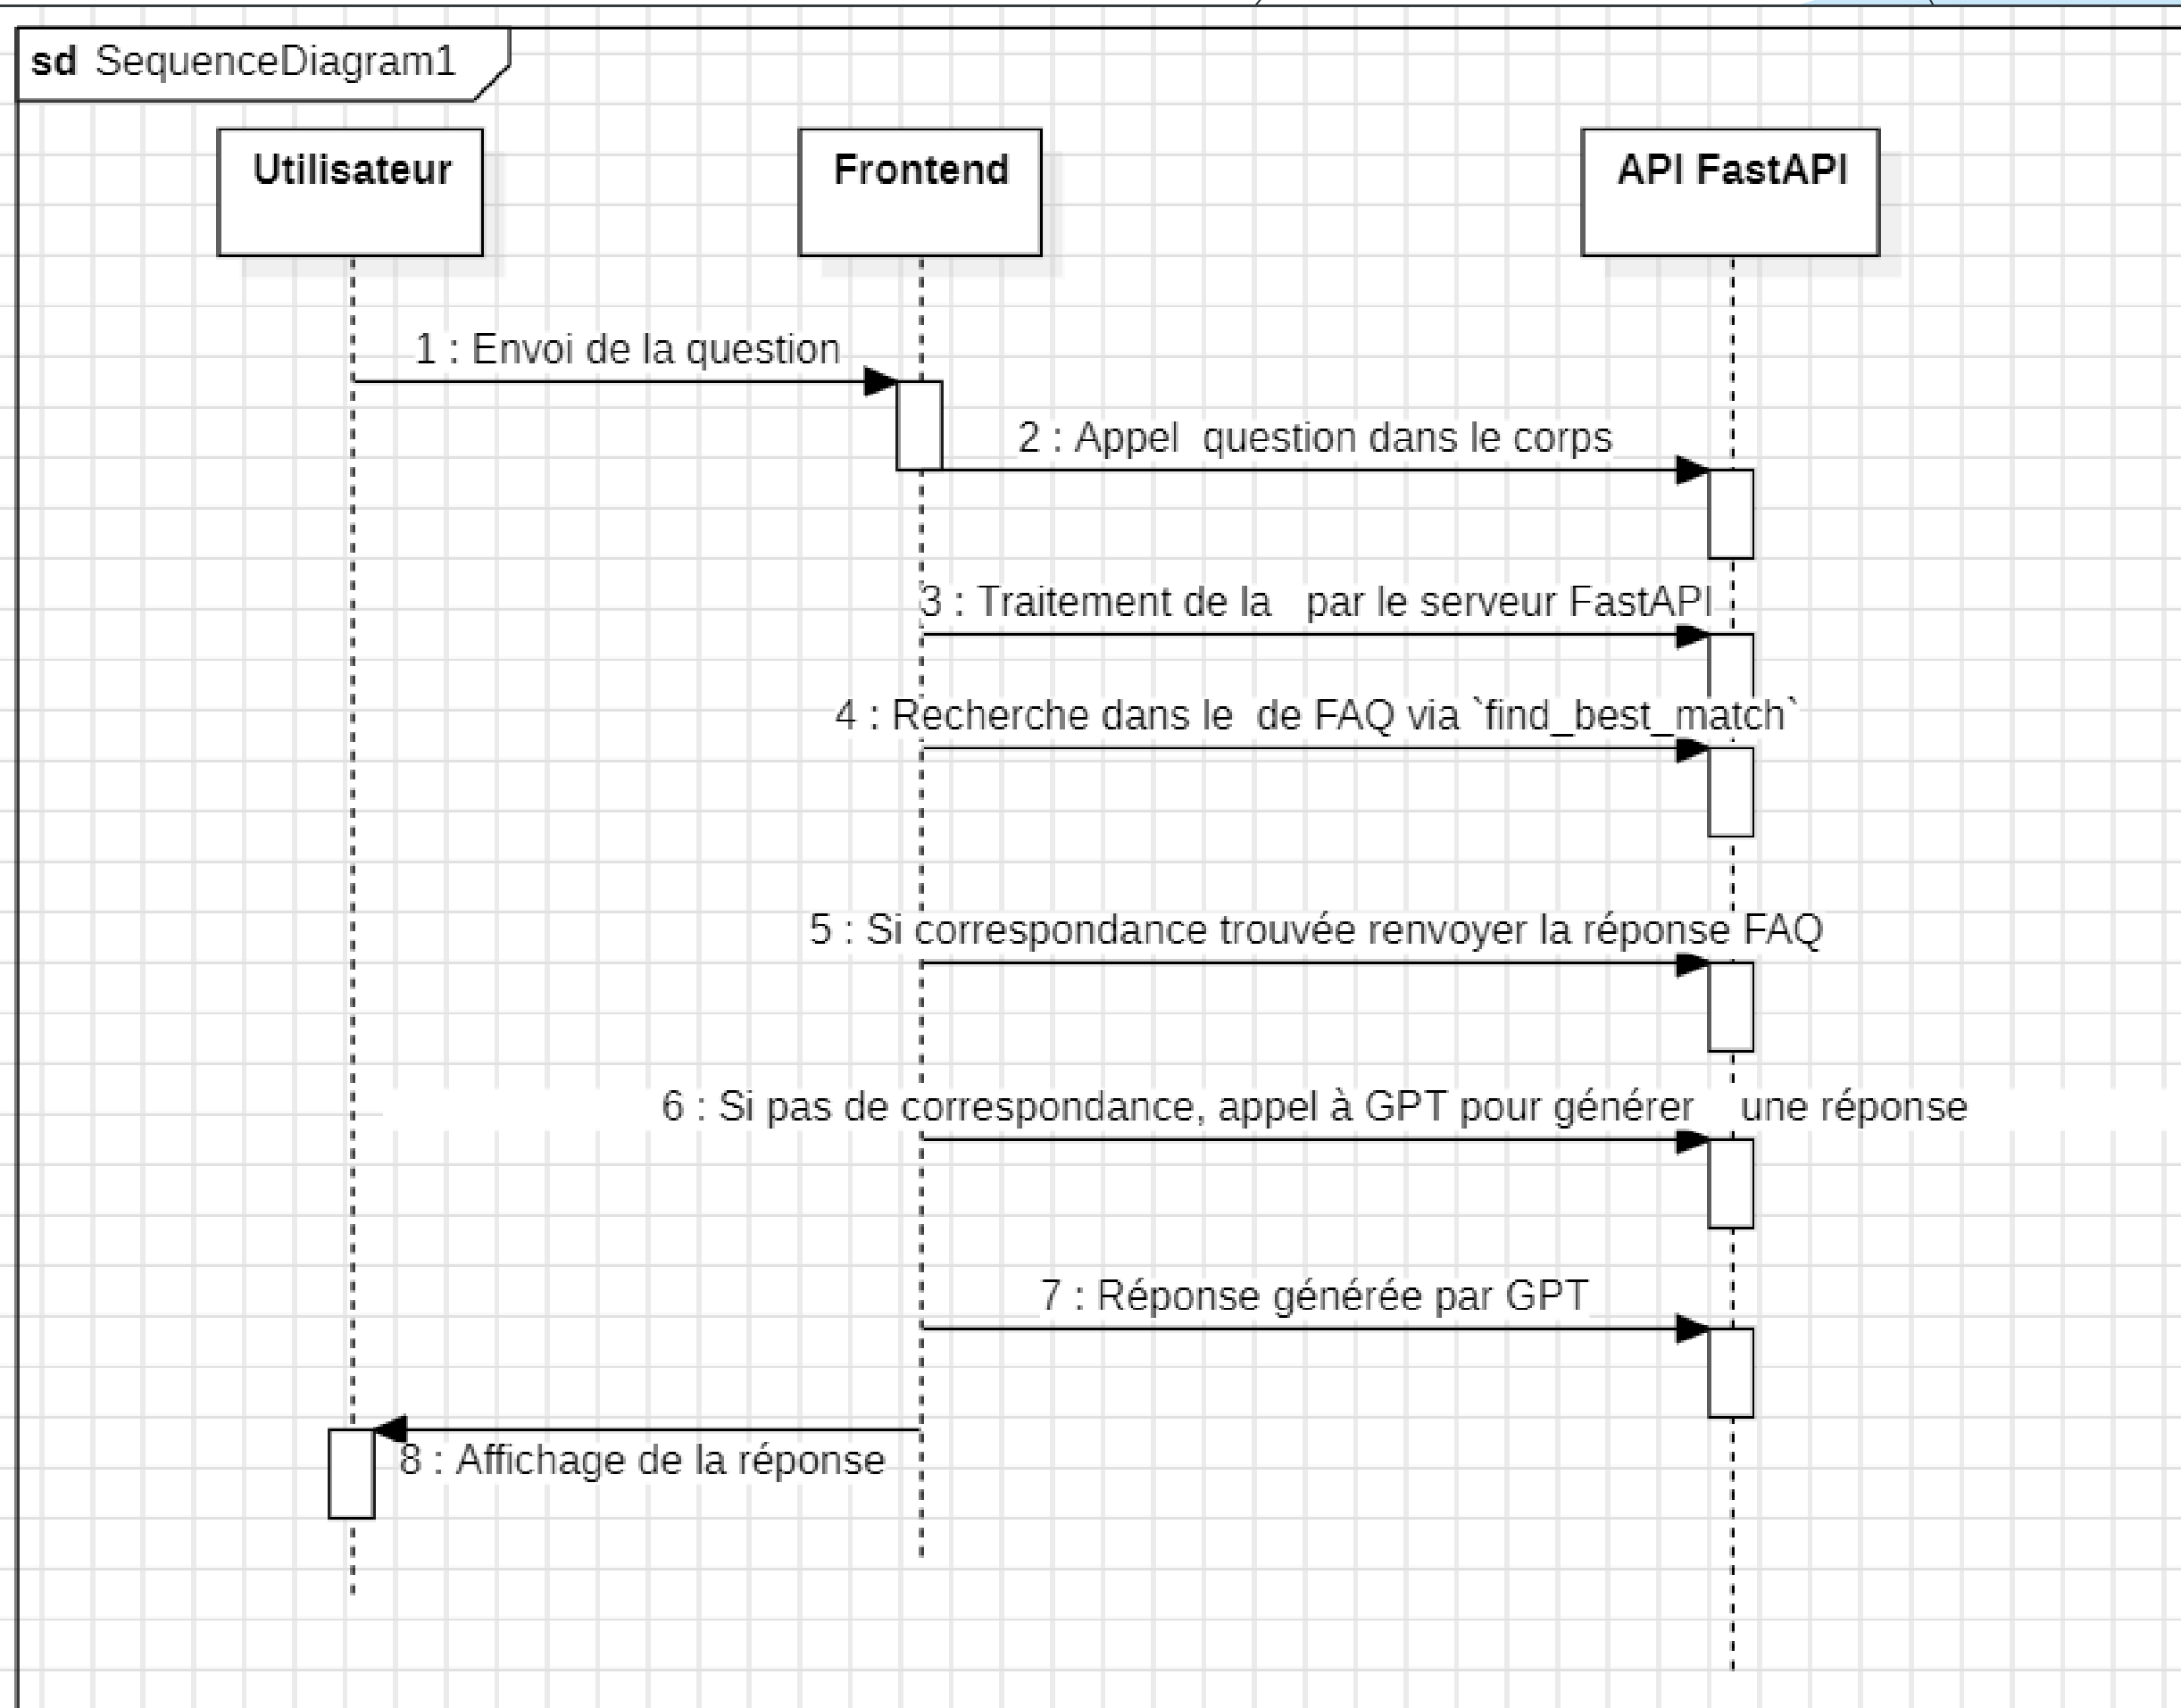 sd SequenceDiagram1
Utilisateur
Frontend
API FastAPI
1 : Envoi de la question
2 : Appel question dans le corps
3 : Traitement de la par le serveur FastAPI
4 : Recherche dans le de FAQ via `find_best_match`
5 : Si correspondance trouvée renvoyer la réponse FAQ
6 : Si pas de correspondance, appel à GPT pour générer une réponse
7 : Réponse générée par GPT
8 : Affichage de la réponse